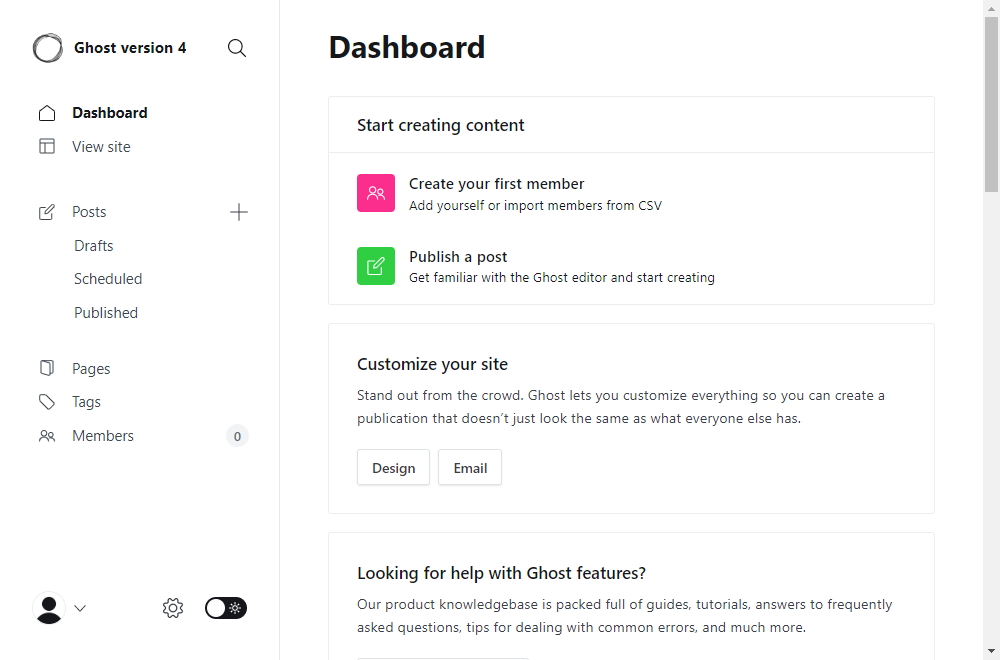 Ghost version 4
Dashboard
View site
Posts
Drafts
Scheduled
Published
Pages
Tags
Members
0
Dashboard
Start creating content
Create your first member
Add yourself or import members from CSV
Publish a post
Get familiar with the Ghost editor and start creating
Customize your site
Stand out from the crowd. Ghost lets you customize everything so you can create a
publication that doesn’t just look the same as what everyone else has.
Design
Email
Looking for help with Ghost features?
Our product knowledgebase is packed full of guides, tutorials, answers to frequently
asked questions, tips for dealing with common errors, and much more.